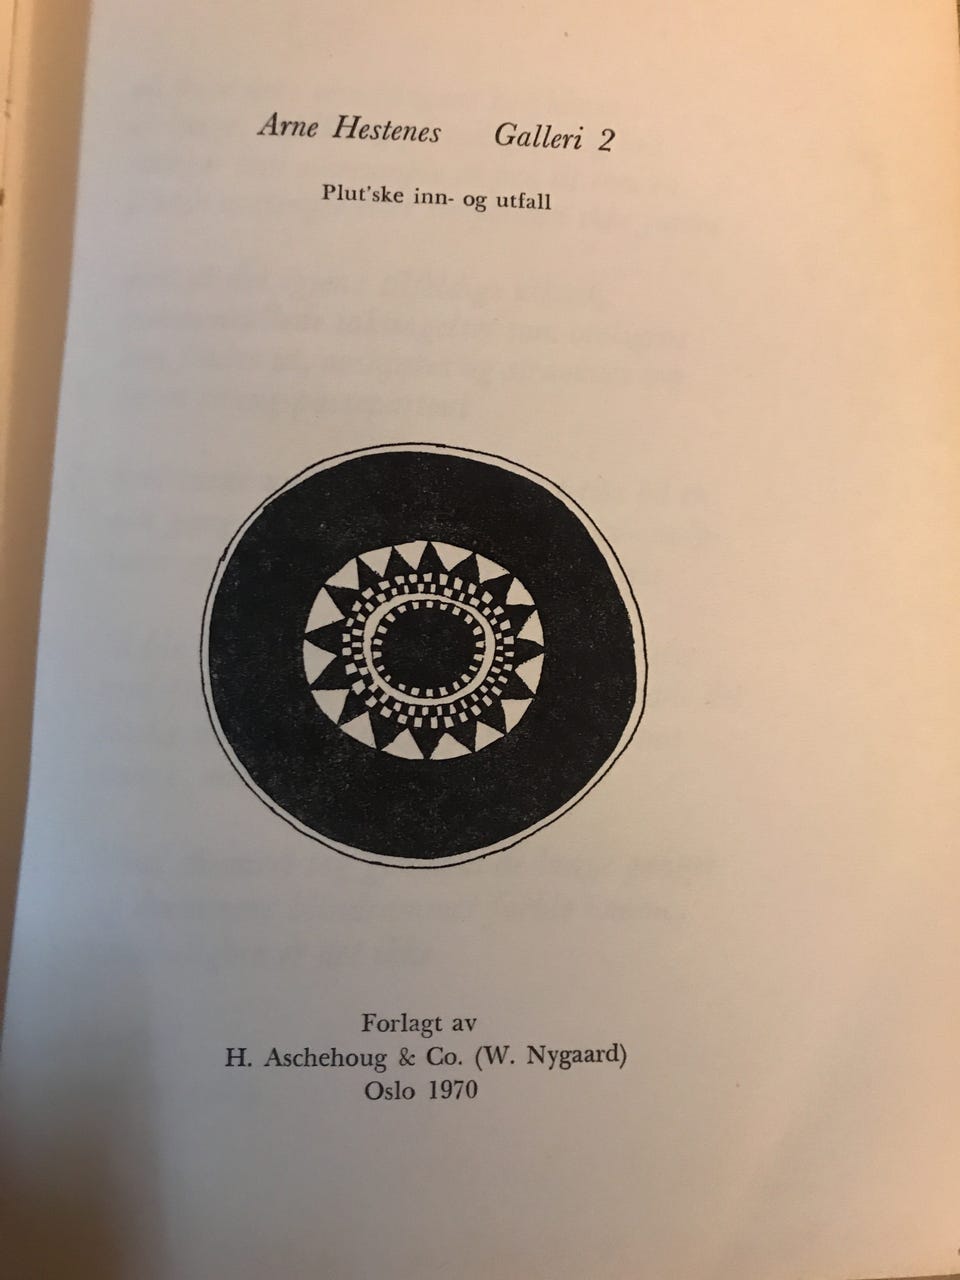 Arne Hestenes Galleri 2
Plut'ske inn- og utfall
Forlagt av
H. Aschehoug & Co. (W. Nygaard)
Oslo 1970